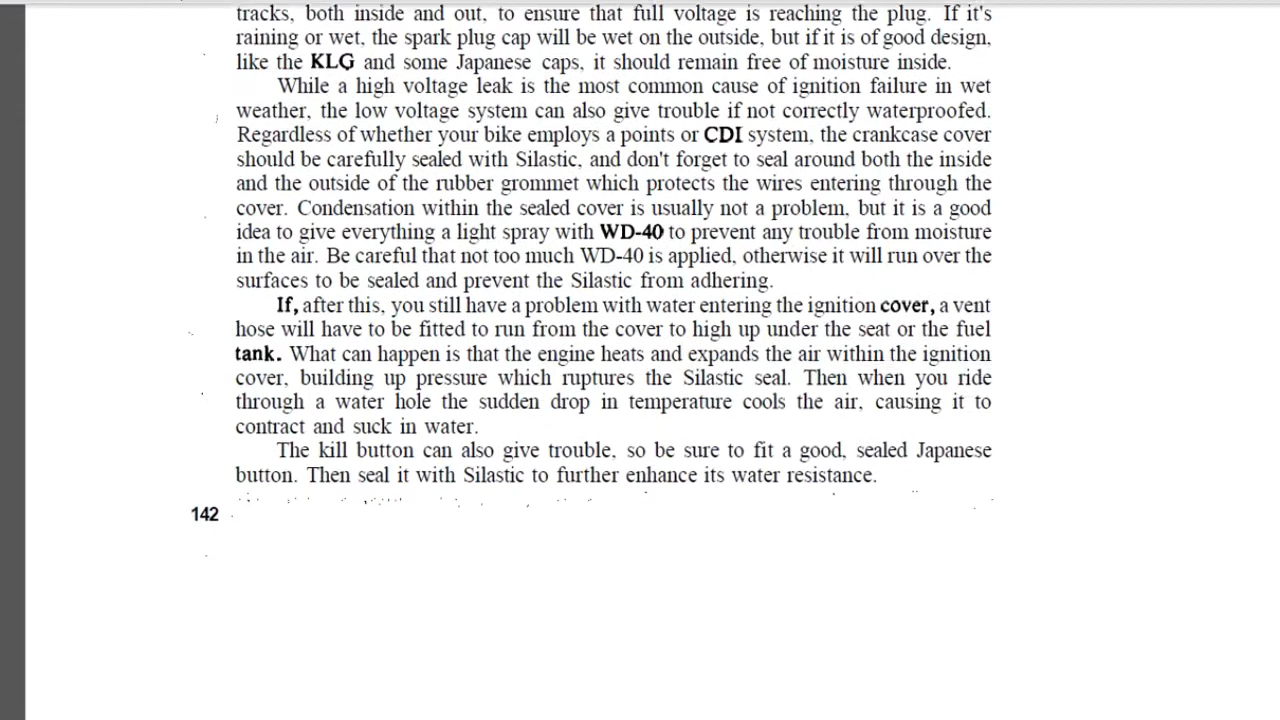 tracks, both inside and out, to ensure that full voltage is reaching the plug. If it's
raining or wet, the spark plug cap will be wet on the outside, but if it is of good design,
like the KLG and some Japanese caps, it should remain free of moisture inside.
While a high voltage leak is the most common cause of ignition failure in wet
weather, the low voltage system can also give trouble if not correctly waterproofed.
Regardless of whether your bike employs a points or CDI system, the crankcase cover
should be carefully sealed with Silastic, and don't forget to seal around both the inside
and the outside of the rubber grommet which protects the wires entering through the
cover. Condensation within the sealed cover is usually not a problem, but it is a good
idea to give everything a light spray with WD-40 to prevent any trouble from moisture
in the air. Be careful that not too much WD-40 is applied, otherwise it will run over the
surfaces to be sealed and prevent the Silastic from adhering.
If, after this, you still have a problem with water entering the ignition cover, a vent
hose will have to be fitted to run from the cover to high up under the seat or the fuel
tank. What can happen is that the engine heats and expands the air within the ignition
cover, building up pressure which ruptures the Silastic seal. Then when you ride
through a water hole the sudden drop in temperature cools the air, causing it to
contract and suck in water.
The kill button can also give trouble, so be sure to fit a good, sealed Japanese
button. Then seal it with Silastic to further enhance its water resistance.
142